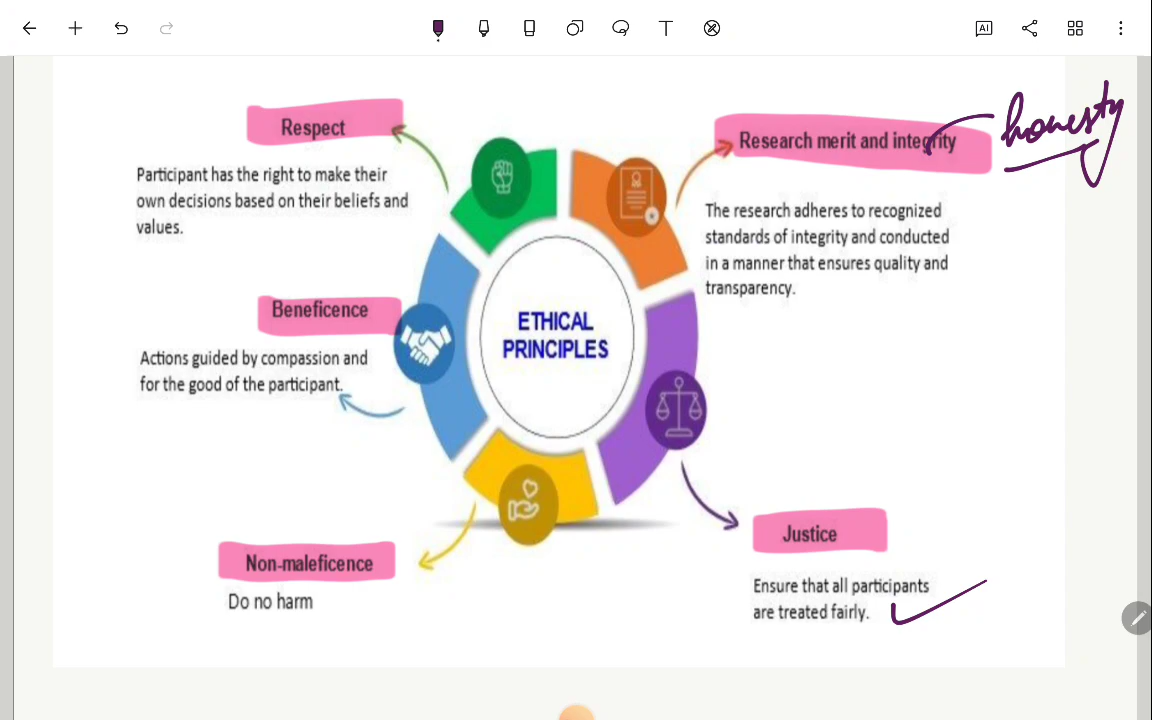 AI
honesty
Respect
Participant has the right to make their
own decisions based on their beliefs and
values.
Research merit and integrity
The research adheres to recognized
standards of integrity and conducted
in a manner that ensures quality and
transparency.
Beneficence
Actions guided by compassion and
for the good of the participant.
ETHICAL
PRINCIPLES
Non-maleficence
Do no harm
Justice
Ensure that all participants
are treated fairly.